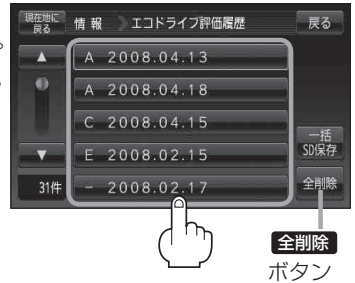 現在地に
戻る
情報 エコドライブ評価履歴
戻る
▲
A 2008.04.13
A 2008.04.18
C 2008.04.15
E 2008.02.15
- 2008.02.17
▼
31件
一括
SD保存
全削除
全削除
ボタン